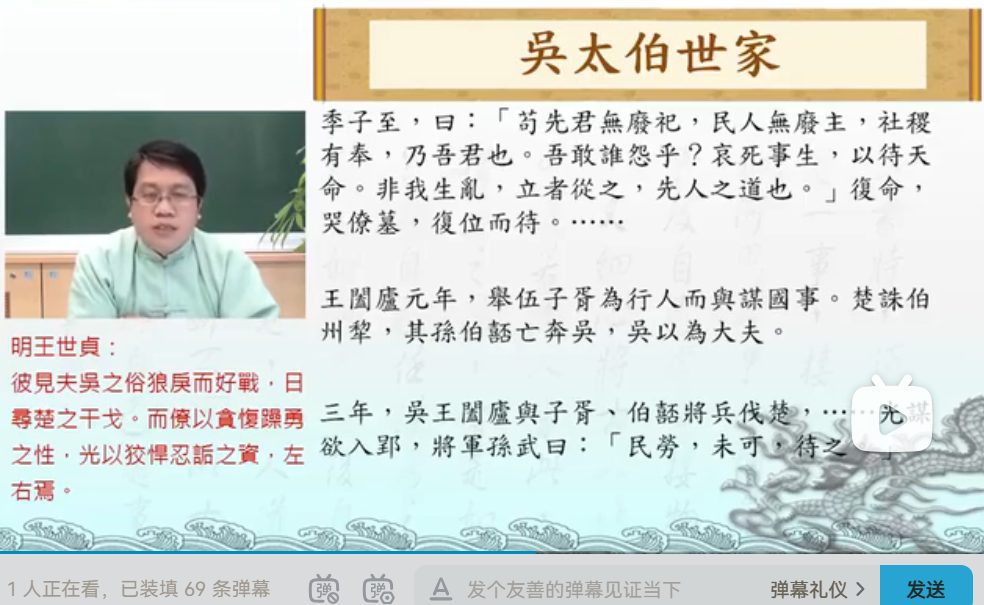 吳太伯世家
季子至，曰：「苟先君無廢祀，民人無廢主，社稷
有奉，乃吾君也。吾敢誰怨乎？哀死事生，以待天
命。非我生亂，立者從之，先人之道也。」復命，
哭僚墓，復位而待。……
王闔廬元年，舉伍子胥為行人而與謀國事。楚誅伯
州犂，其孫伯嚭亡奔吳，吳以為大夫。
三年，吳王闔廬與子胥、伯嚭將兵伐楚，……光謀
欲入郢，將軍孫武曰：「民勞，未可，待之
明王世貞：
彼見夫吳之俗狼戾而好戰，日
尋楚之干戈。而僚以貪愎躁勇
之性，光以狡悍忍詬之資，左
右焉。
1 人正在看，已装填 69 条弹幕
弹
弹
A
发个友善的弹幕见证当下
弹幕礼仪 >
发送